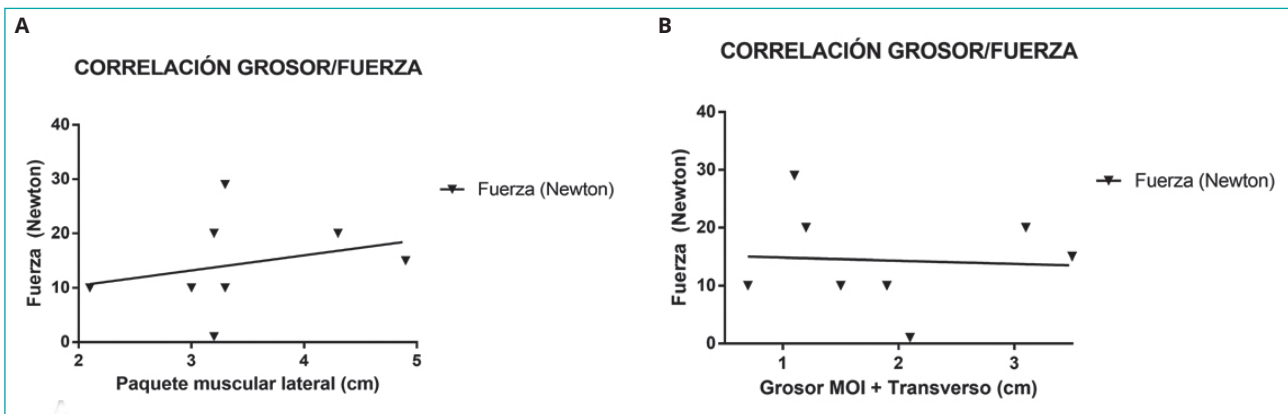 A
CORRELACIÓN GROSOR/FUERZA
40
30
20
10
0
Fuerza (Newton)
2
3
4
5
Paquete muscular lateral (cm)
Fuerza (Newton)
B
CORRELACIÓN GROSOR/FUERZA
40
30
20
10
0
Fuerza (Newton)
1
2
3
Grosor MOI + Transverso (cm)
Fuerza (Newton)